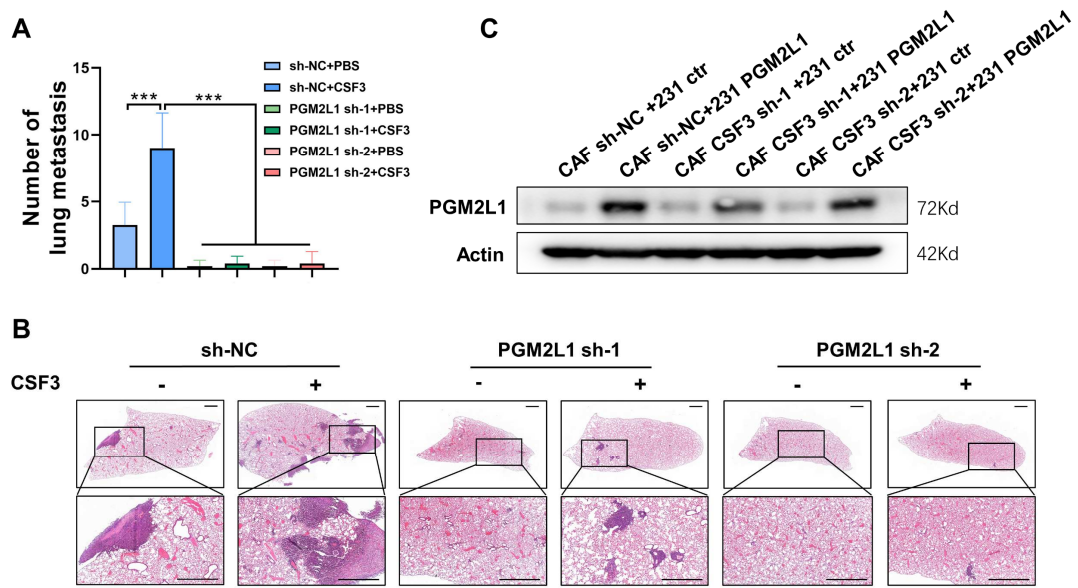 A
Number of
lung metastasis
15
10
5
0
***
***
sh-NC+PBS
sh-NC+CSF3
PGM2L1 sh-1+PBS
PGM2L1 sh-1+CSF3
PGM2L1 sh-2+PBS
PGM2L1 sh-2+CSF3
C
CAF sh-NC +231 ctr
CAF sh-NC+231 PGM2L1
CAF CSF3 sh-1 +231 ctr
CAF CSF3 sh-1+231 PGM2L1
CAF CSF3 sh-2+231 ctr
CAF CSF3 sh-2+231 PGM2L1
PGM2L1
72Kd
Actin
42Kd
B
sh-NC
PGM2L1 sh-1
PGM2L1 sh-2
CSF3
-
+
-
+
-
+